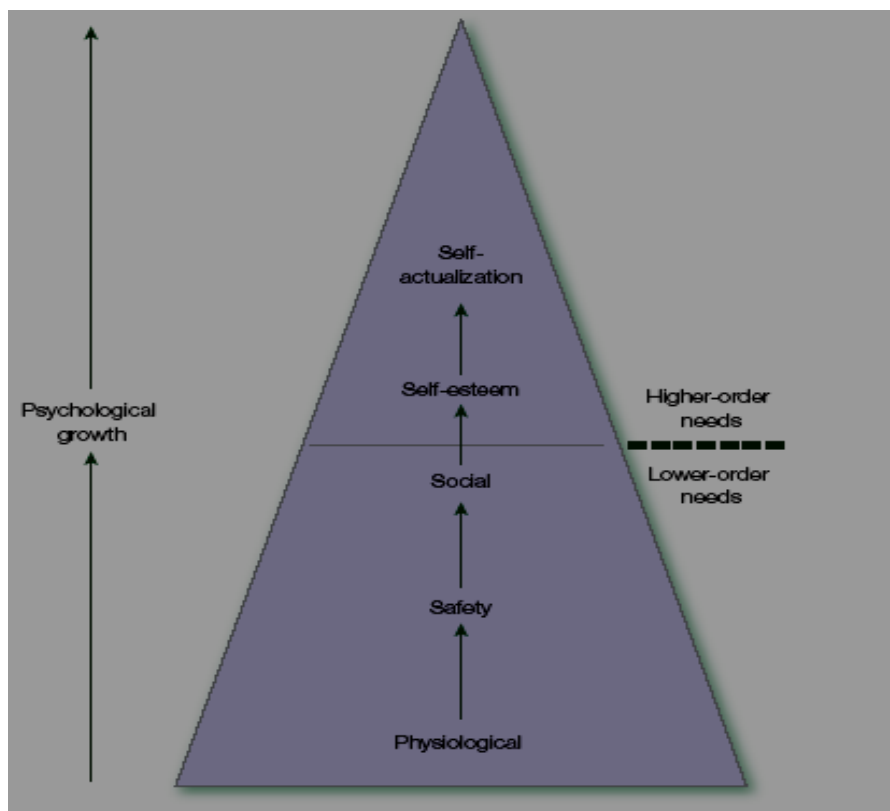 Self-
actualization
Self-esteem
Psychological
growth
Higher-order
needs
Social
Lower-order
needs
Safety
Physiological